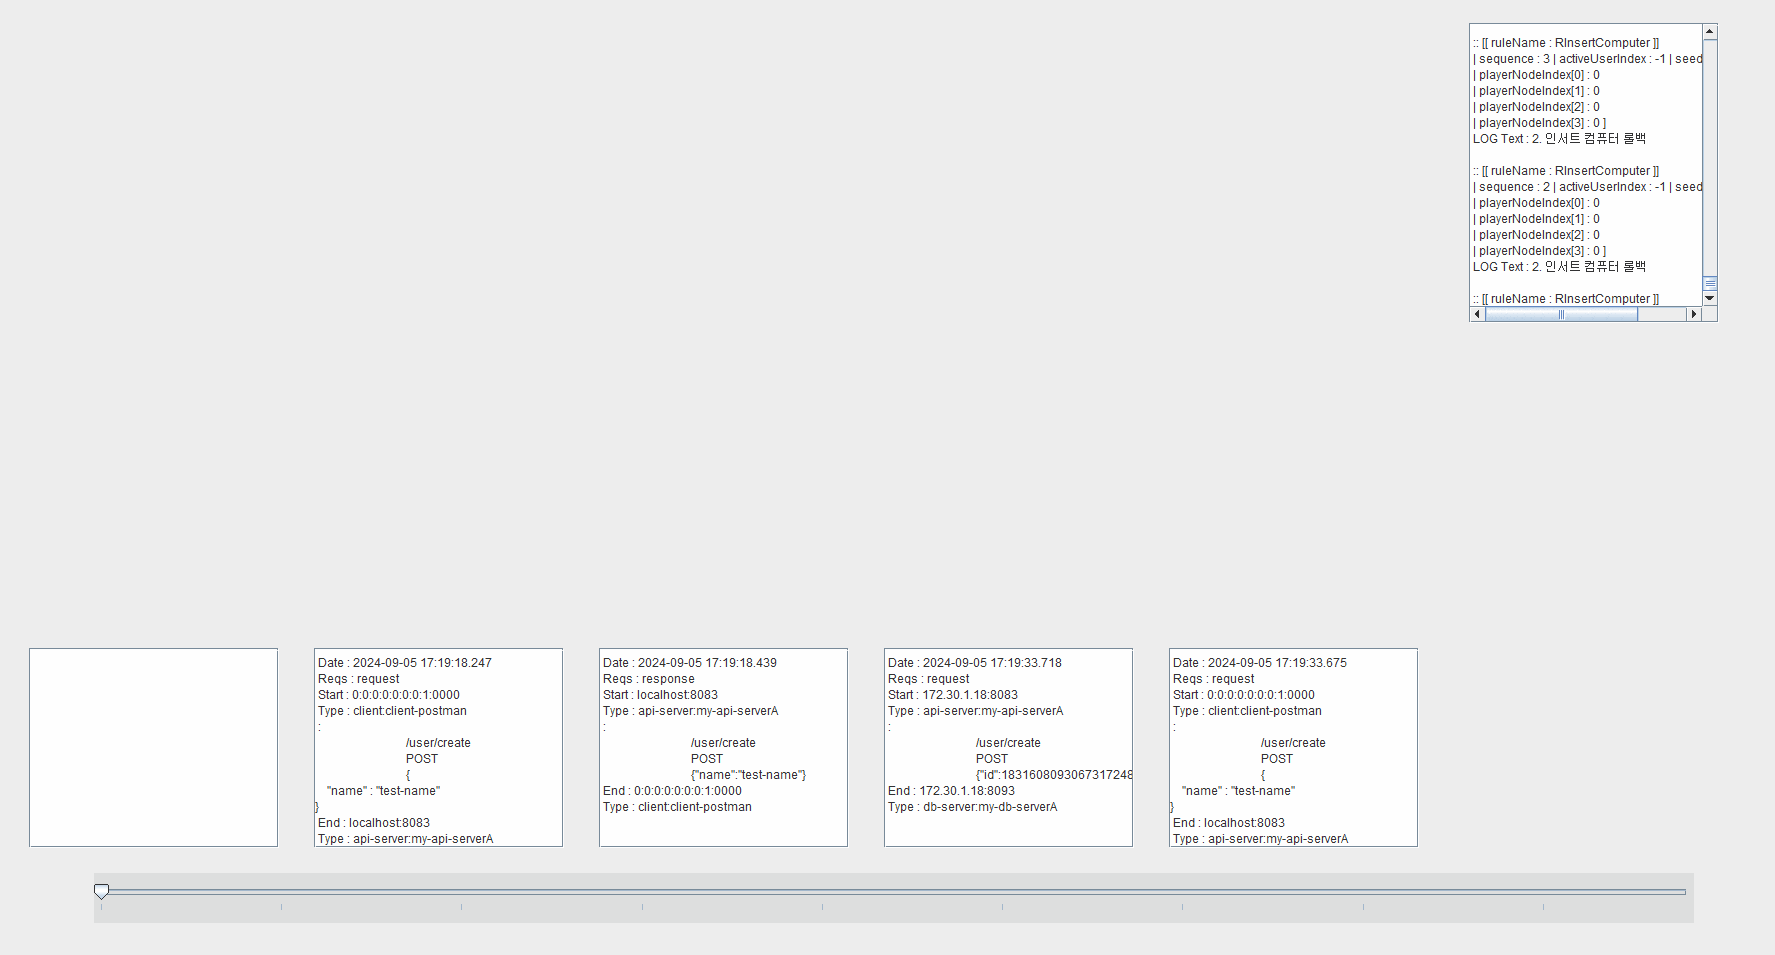 :: [[ ruleName : RInsertComputer ]]
| sequence : 3 | activeUserIndex : -1 | seed
| playerNodeIndex[0] : 0
| playerNodeIndex[1] : 0
| playerNodeIndex[2] : 0
| playerNodeIndex[3] : 0 ]
LOG Text : 2. 인서트 컴퓨터 롤백
:: [[ ruleName : RInsertComputer ]]
| sequence : 2 | activeUserIndex : -1 | seed
| playerNodeIndex[0] : 0
| playerNodeIndex[1] : 0
| playerNodeIndex[2] : 0
| playerNodeIndex[3] : 0 ]
LOG Text : 2. 인서트 컴퓨터 롤백
:: [[ ruleName : RInsertComputer ]]
Date : 2024-09-05 17:19:18.247
Reqs : request
Start : 0:0:0:0:0:0:0:1:0000
Type : client:client-postman
:
/user/create
POST
{
"name" : "test-name"
}
End : localhost:8083
Type : api-server:my-api-serverA
Date : 2024-09-05 17:19:18.439
Reqs : response
Start : localhost:8083
Type : api-server:my-api-serverA
:
/user/create
POST
{"name":"test-name"}
End : 0:0:0:0:0:0:0:1:0000
Type : client:client-postman
Date : 2024-09-05 17:19:33.718
Reqs : request
Start : 172.30.1.18:8083
Type : api-server:my-api-serverA
:
/user/create
POST
{"id":1831608093067317248
End : 172.30.1.18:8093
Type : db-server:my-db-serverA
Date : 2024-09-05 17:19:33.675
Reqs : request
Start : 0:0:0:0:0:0:0:1:0000
Type : client:client-postman
:
/user/create
POST
{
"name" : "test-name"
}
End : localhost:8083
Type : api-server:my-api-serverA